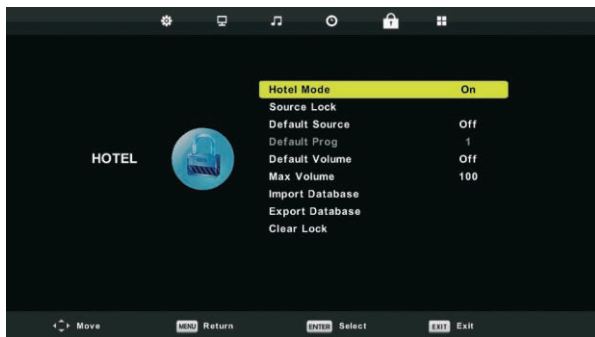 Hotel Mode On
Source Lock
Default Source Off
Default Prog 1
HOTEL
Default Volume Off
Max Volume 100
Import Database
Export Database
Clear Lock
Move MENU Return ENTER Select EXIT Exit